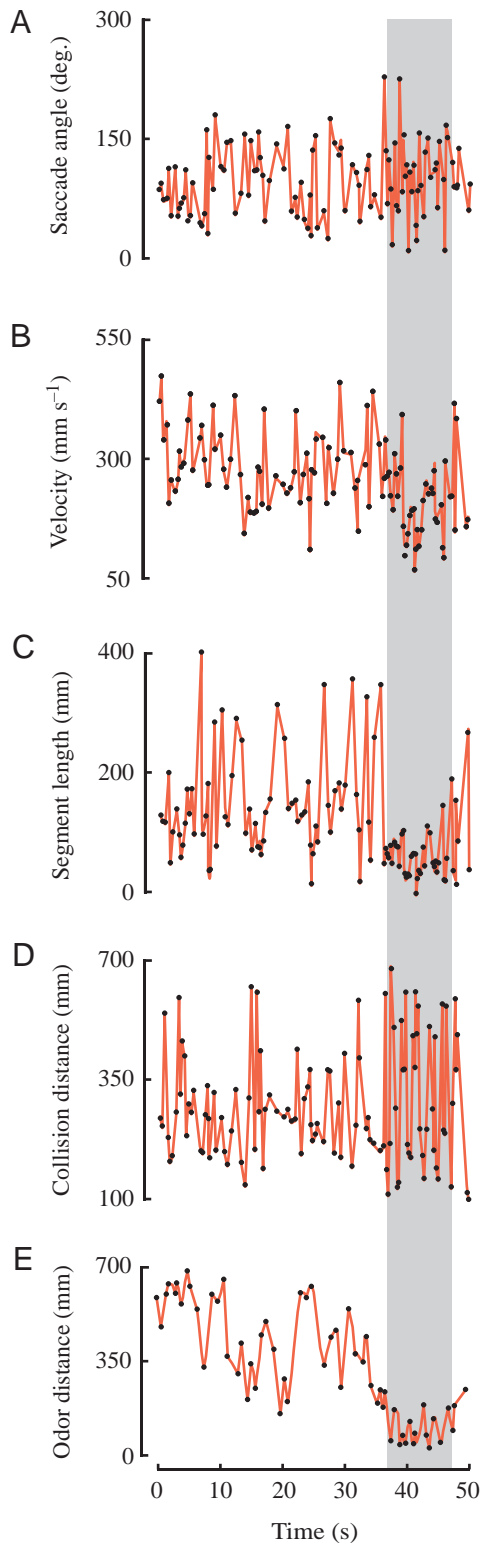 A
Saccade angle (deg.)
300
150
0
B
Velocity (mm s⁻¹)
550
300
50
C
Segment length (mm)
400
200
0
D
Collision distance (mm)
700
350
100
E
Odor distance (mm)
700
350
0
0 10 20 30 40 50
Time (s)